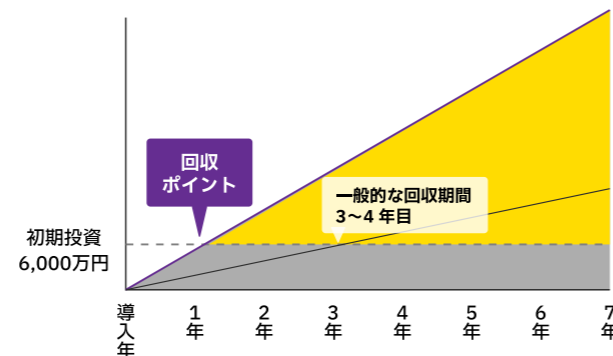 回収
ポイント
一般的な回収期間
3〜4 年目
初期投資
6,000万円
導入年
1年
2年
3年
4年
5年
6年
7年